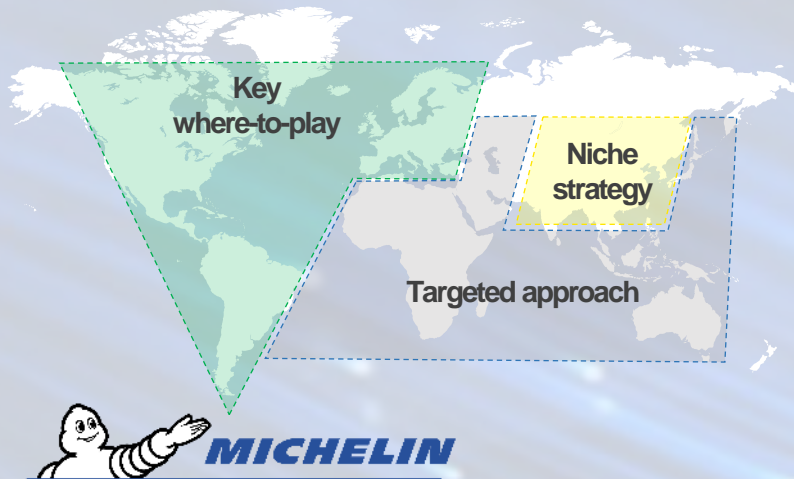 Key
where-to-play
Niche
strategy
Targeted approach
MICHELIN